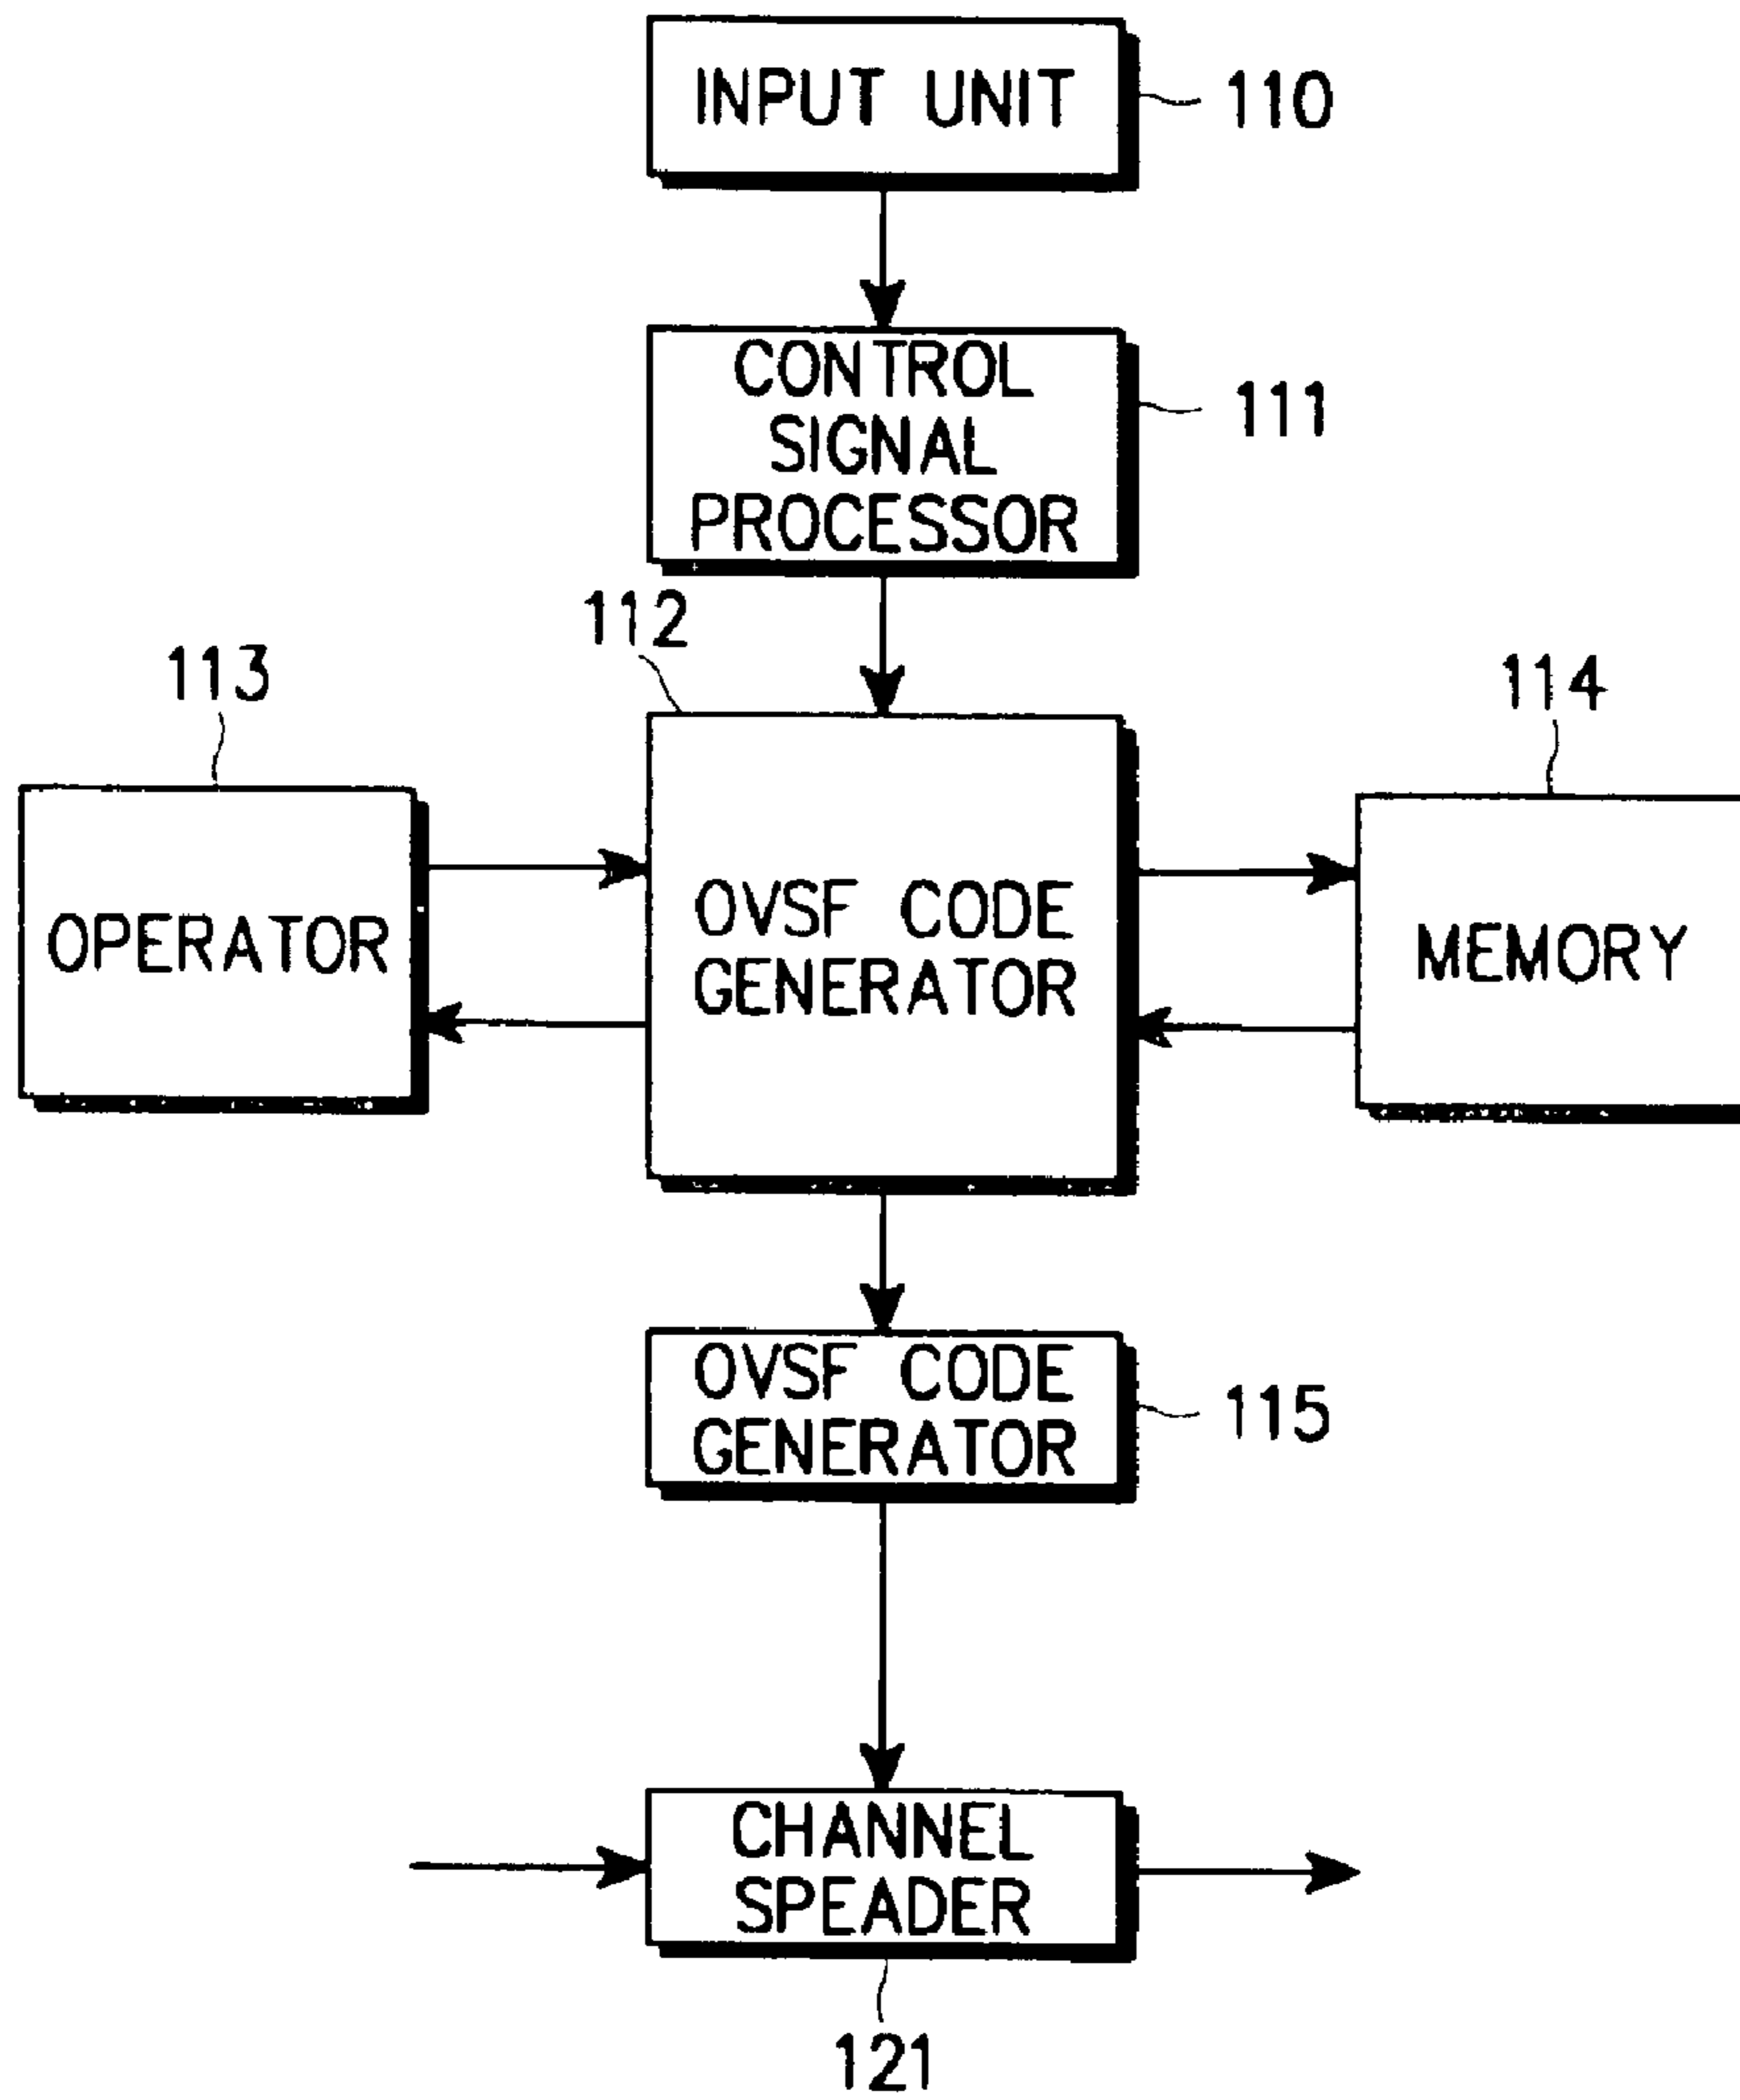 INPUT UNIT
110
CONTROL
SIGNAL
PROCESSOR
111
112
113
114
OPERATOR
OVSF CODE
GENERATOR
MEMORY
OVSF CODE
GENERATOR
115
CHANNEL
SPEADER
121